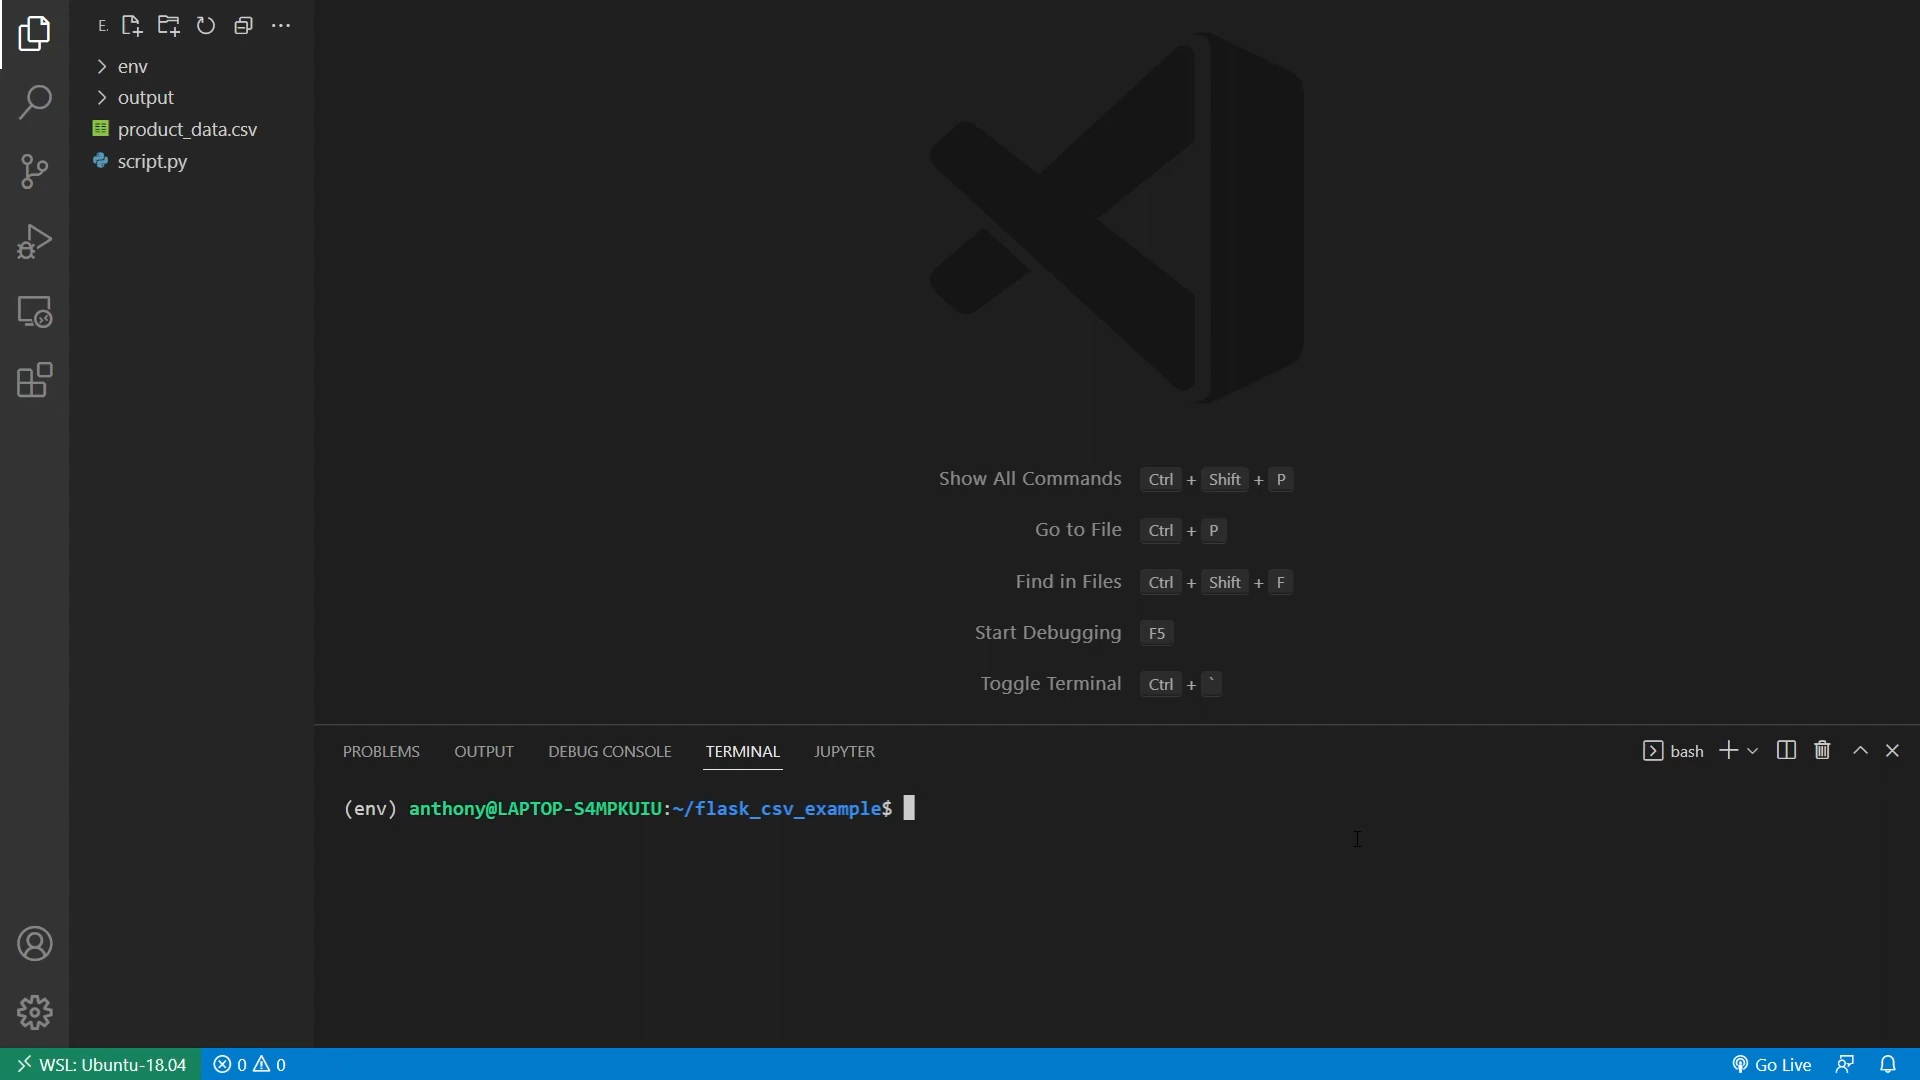 E.
env
output
product_data.csv
script.py
Show All Commands Ctrl + Shift + P
Go to File Ctrl + P
Find in Files Ctrl + Shift + F
Start Debugging F5
Toggle Terminal Ctrl + `
PROBLEMS OUTPUT DEBUG CONSOLE TERMINAL JUPYTER bash
(env) anthony@LAPTOP-S4MPKUIU:~/flask_csv_example$
WSL: Ubuntu-18.04 0 0 Go Live